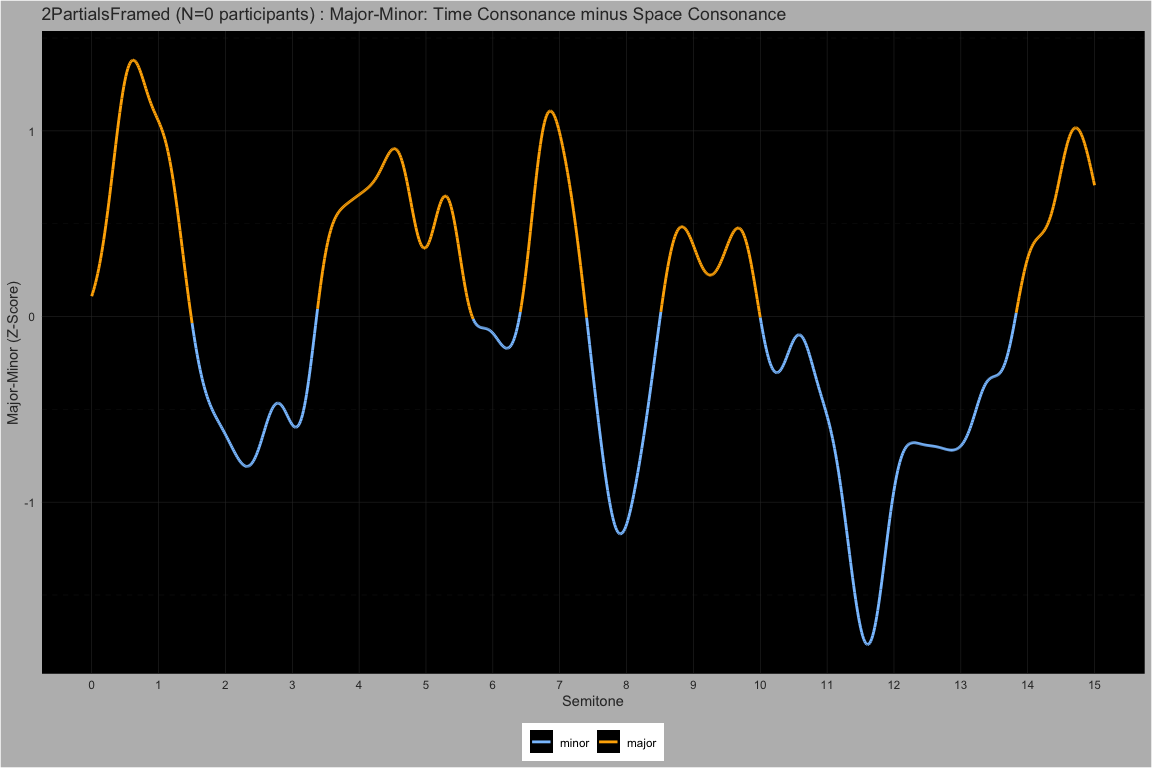 2PartialsFramed (N=0 participants) : Major-Minor: Time Consonance minus Space Consonance
Major-Minor (Z-Score)
1
0
-1
0 1 2 3 4 5 6 7 8 9 10 11 12 13 14 15
Semitone
minor major